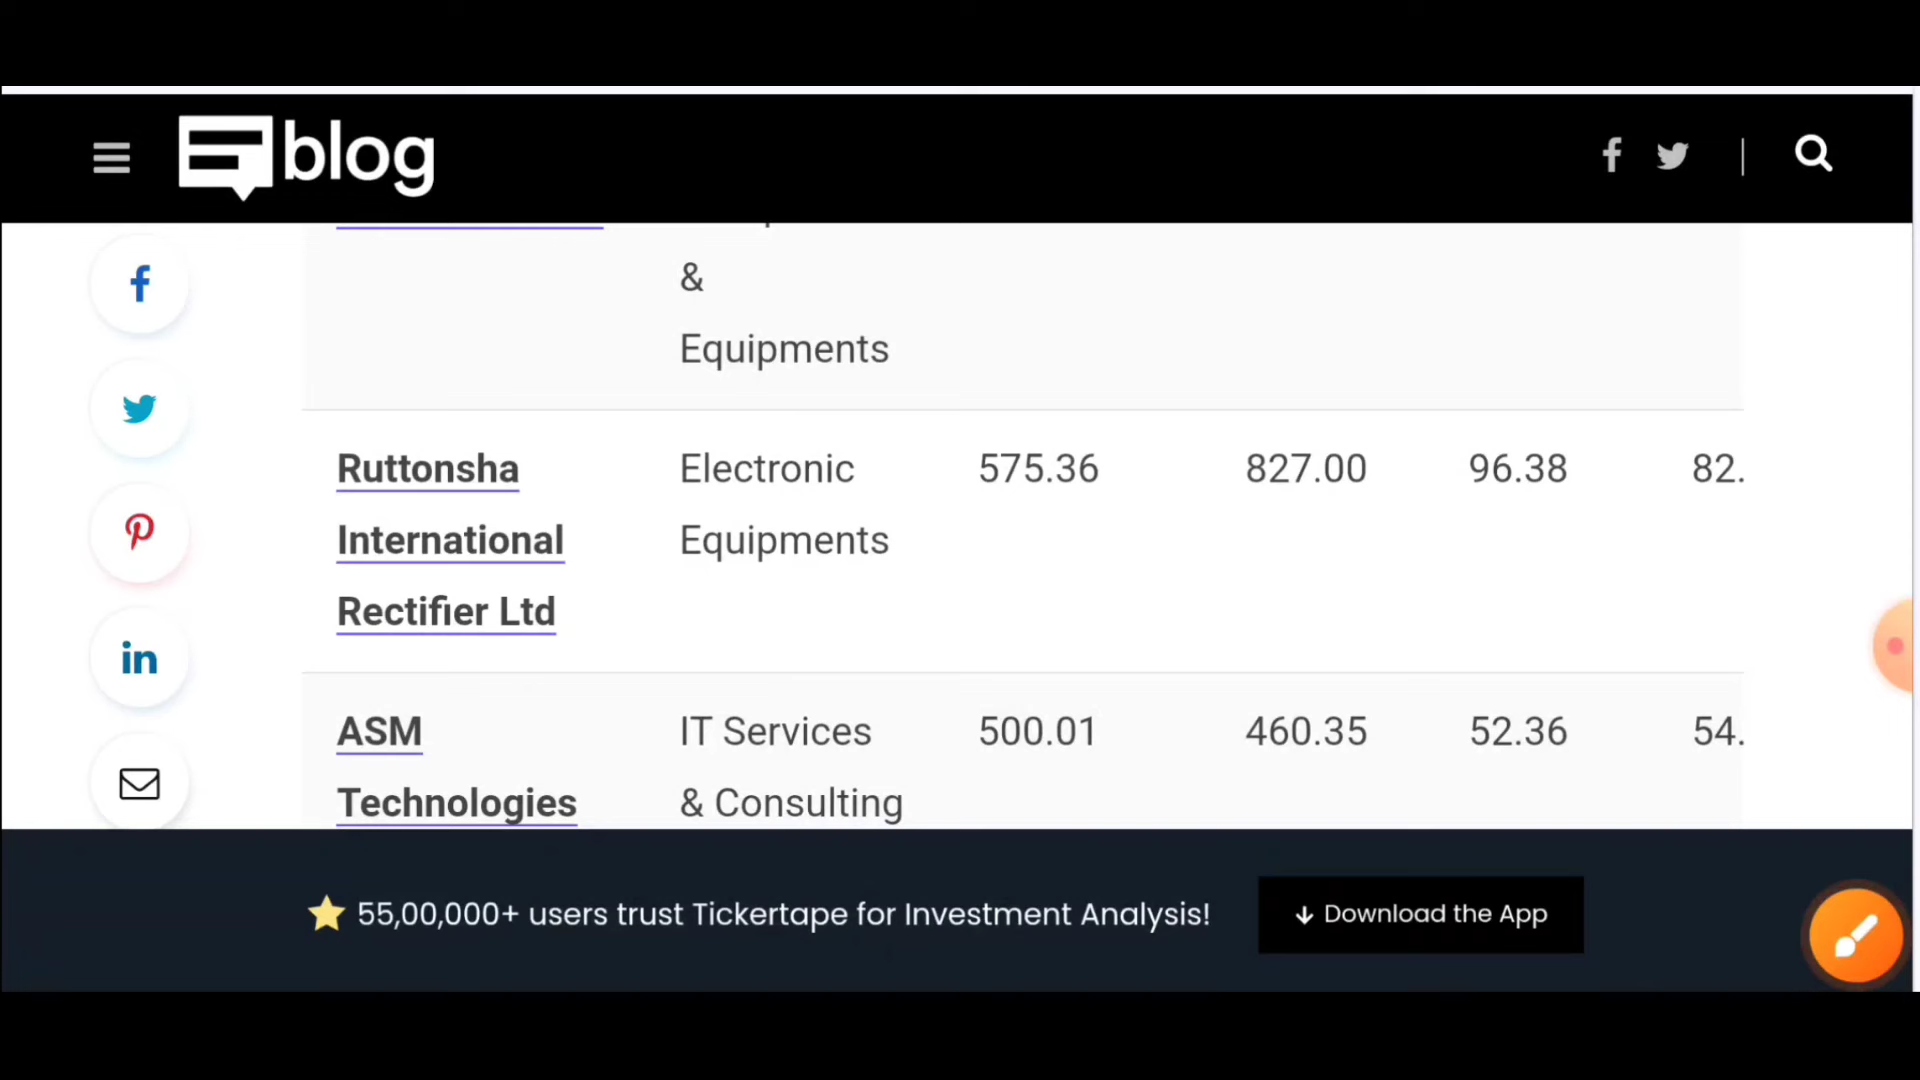 blog
&
Equipments
Ruttonsha Electronic 575.36 827.00 96.38 82.
International Equipments
Rectifier Ltd
ASM IT Services 500.01 460.35 52.36 54.
Technologies & Consulting
55,00,000+ users trust Tickertape for Investment Analysis! Download the App